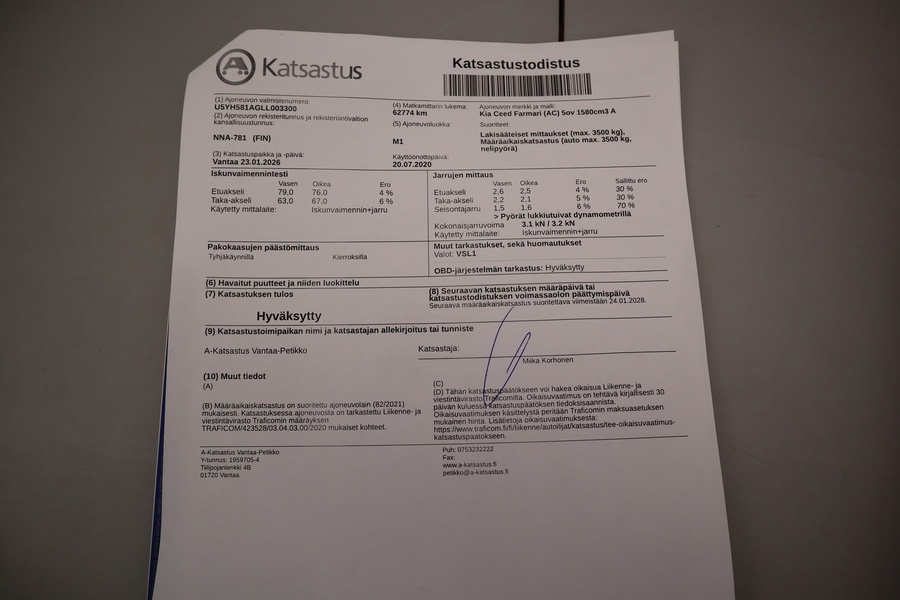 A Katsastus
Katsastustodistus
(1) Ajoneuvon valmistenumero:
U5YH581AGLL003300
(2) Ajoneuvon rekisteritunnus ja rekisteröintivaltion
kansallisuustunnus:
NNA-781 (FIN)
(3) Katsastuspaikka ja -päivä:
Vantaa 23.01.2026
(4) Matkamittarin lukema:
62774 km
(5) Ajoneuvoluokka:
M1
Käyttöönottopäivä:
20.07.2020
Ajoneuvon merkki ja malli:
Kia Ceed Farmari (AC) 5ov 1580cm3 A
Suoritteet:
Lakisääteiset mittaukset (max. 3500 kg),
Määräaikaiskatsastus (auto max. 3500 kg,
nelipyörä)
Iskunvaimennintesti
Vasen Oikea Ero
Etuakseli 79,0 76,0 4 %
Taka-akseli 63,0 67,0 6 %
Käytetty mittalaite: Iskunvaimennin+jarru
Jarrujen mittaus
Vasen Oikea Ero Sallittu ero
Etuakseli 2,6 2,5 4 % 30 %
Taka-akseli 2,2 2,1 5 % 30 %
Seisontajarru 1,5 1,6 6 % 70 %
> Pyörät lukkiutuivat dynamometrillä
Kokonaisjarruvoima 3.1 kN / 3.2 kN
Käytetty mittalaite: Iskunvaimennin+jarru
Pakokaasujen päästömittaus
Tyhjäkäynnillä Kierroksilla
Muut tarkastukset, sekä huomautukset
Valot: VSL1
OBD-järjestelmän tarkastus: Hyväksytty
(6) Havaitut puutteet ja niiden luokittelu
(7) Katsastuksen tulos
Hyväksytty
(8) Seuraavan katsastuksen määräpäivä tai
katsastustodistuksen voimassaolon päättymispäivä
Seuraava määräaikaiskatsastus suoritettava viimeistään 24.01.2028.
(9) Katsastustoimipaikan nimi ja katsastajan allekirjoitus tai tunniste
A-Katsastus Vantaa-Petikko
Katsastaja:
Miika Korhonen
(10) Muut tiedot
(A)
(B) Määräaikaiskatsastus on suoritettu ajoneuvolain (82/2021)
mukaisesti. Katsastuksessa ajoneuvosta on tarkastettu Liikenne- ja
viestintävirasto Traficomin määräyksen
TRAFICOM/423528/03.04.03.00/2020 mukaiset kohteet.
(C)
(D) Tähän katsastuspäätökseen voi hakea oikaisua Liikenne- ja
viestintävirasto Traficomilta. Oikaisuvaatimus on tehtävä kirjallisesti 30
päivän kuluessa katsastuspäätöksen tiedoksisaannista.
Oikaisuvaatimuksen käsittelystä peritään Traficomin maksuasetuksen
mukainen hinta. Lisätietoja oikaisuvaatimuksesta:
https://www.traficom.fi/fi/liikenne/autoilijat/katsastus/tee-oikaisuvaatimus-
katsastuspaatokseen.
A-Katsastus Vantaa-Petikko
Y-tunnus: 1959705-4
Tiilipojanlenkki 4B
01720 Vantaa
Puh: 0753232222
Fax:
www.a-katsastus.fi
petikko@a-katsastus.fi